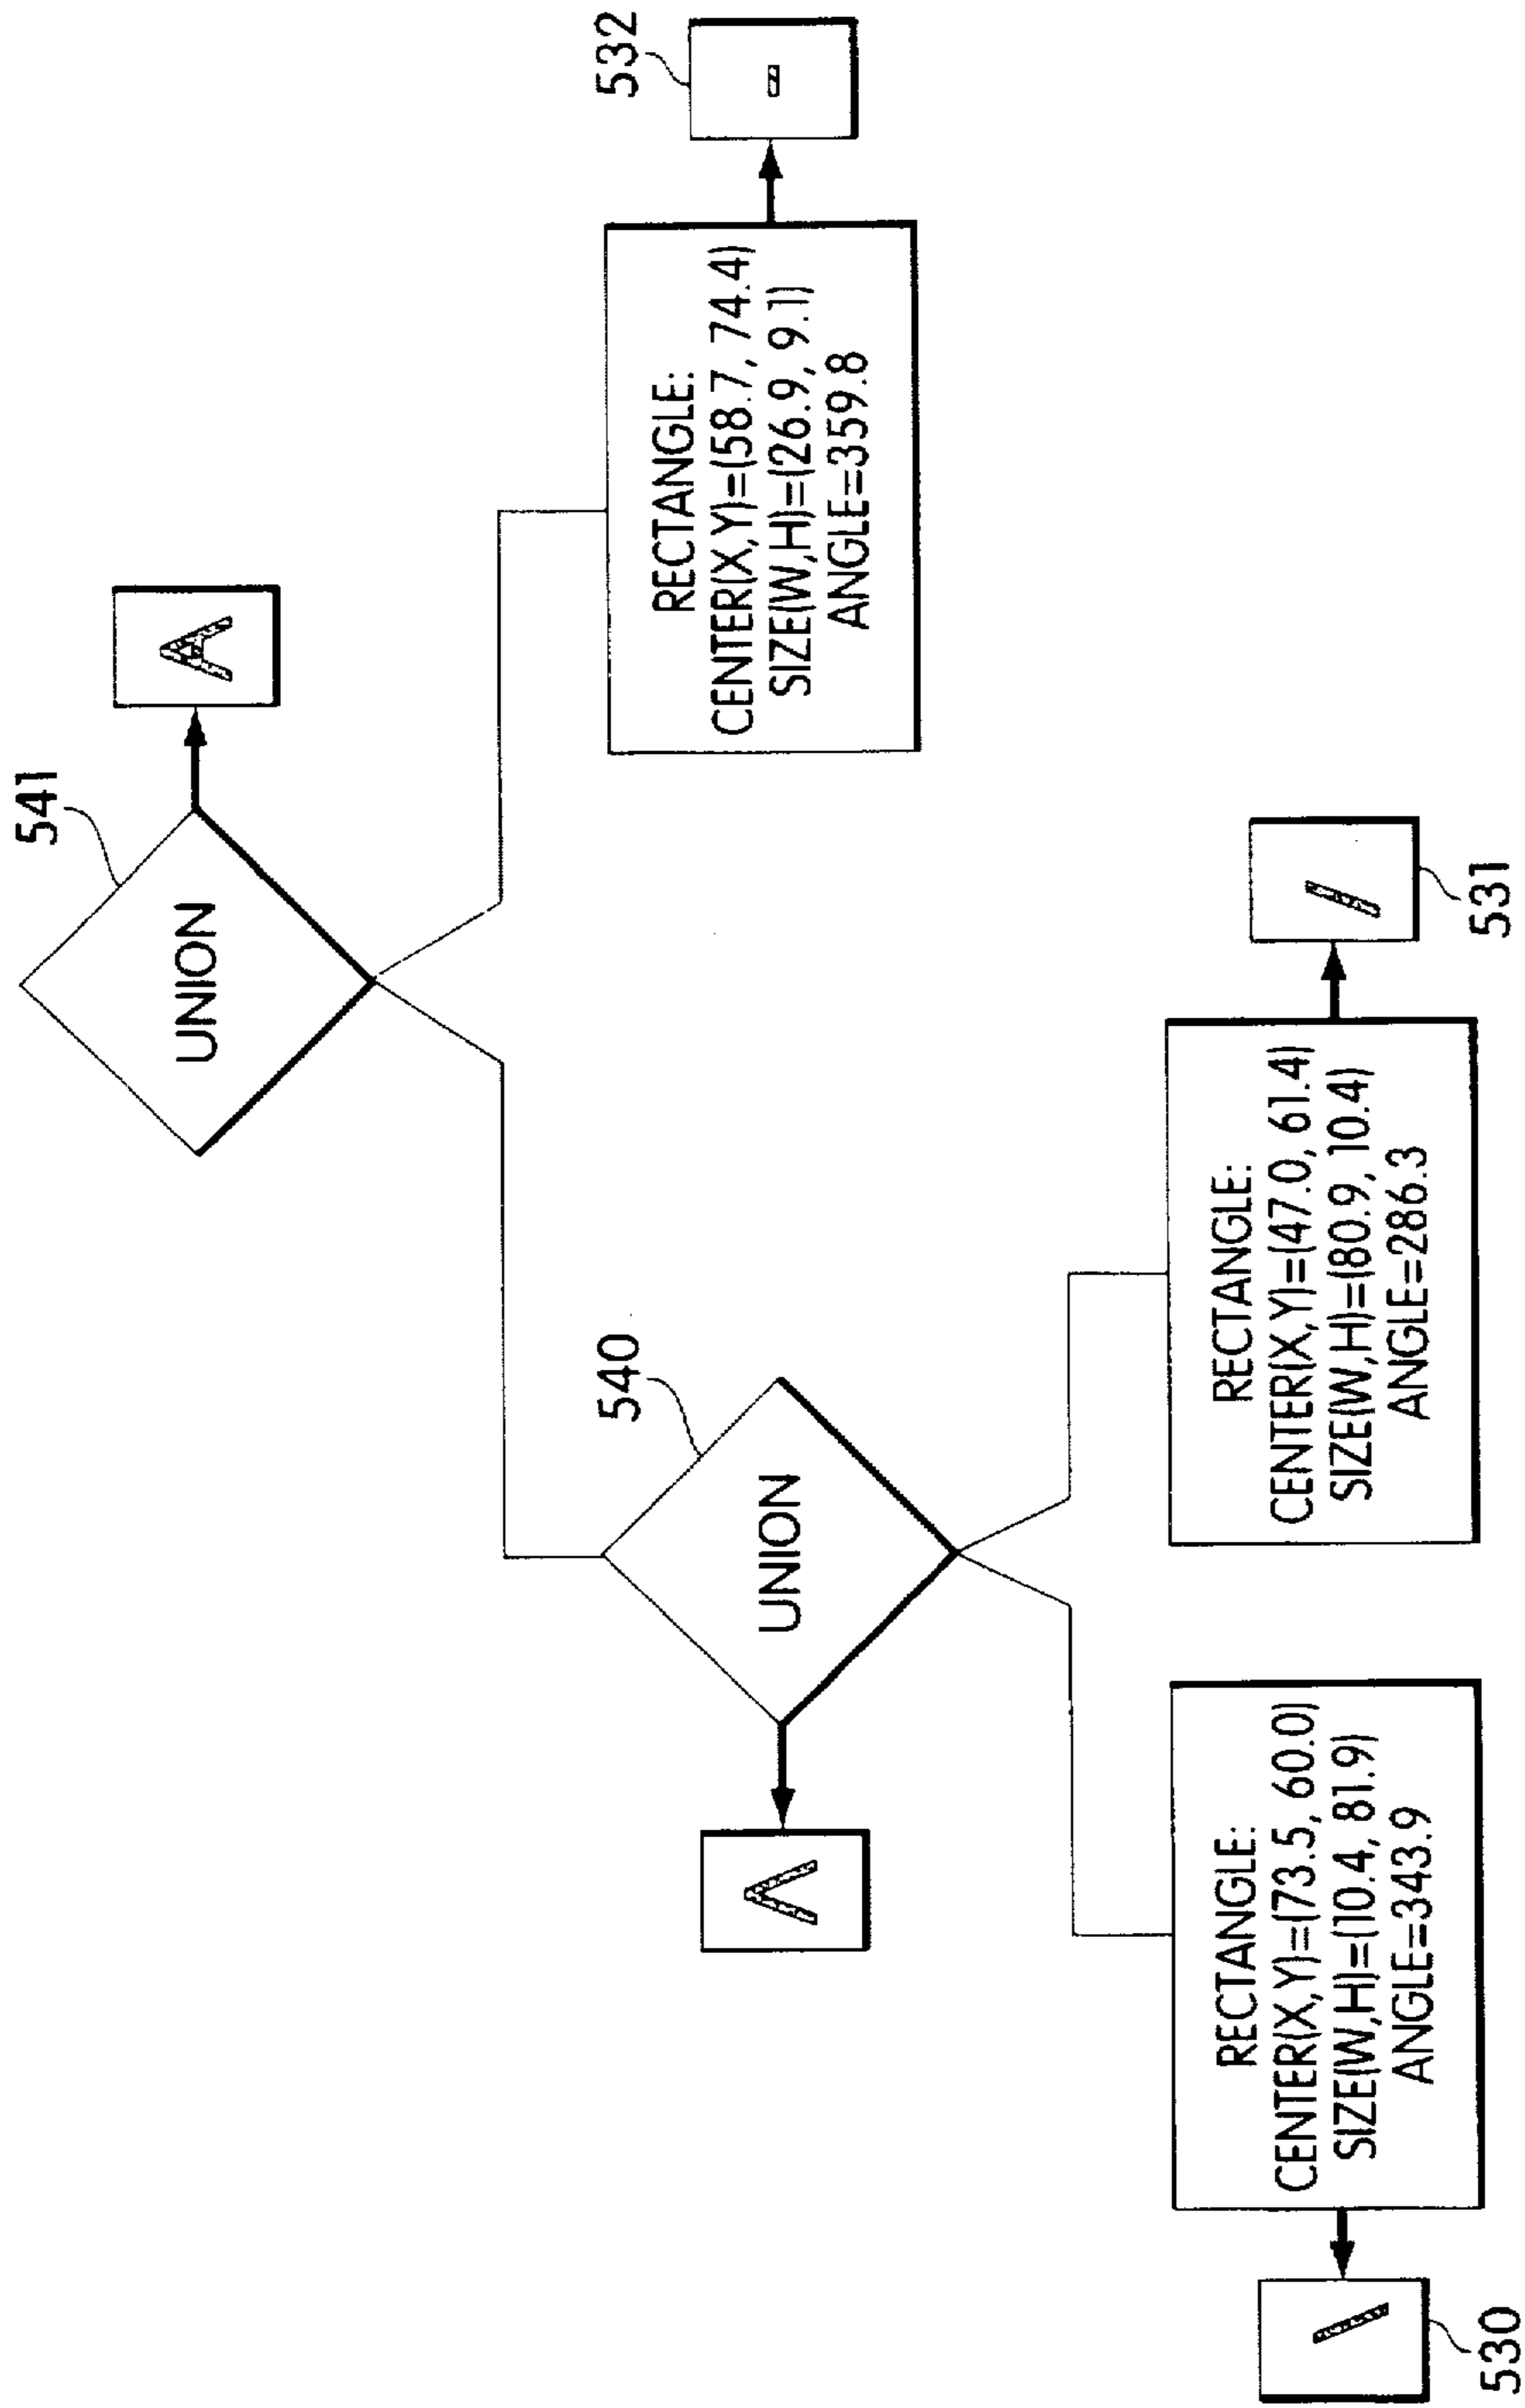 541
UNION
A
532
RECTANGLE:
CENTER(X,Y)=(58.7, 74.4)
SIZE(W,H)=(26.9, 9.1)
ANGLE=359.8
540
UNION
RECTANGLE:
CENTER(X,Y)=(73.5, 60.0)
SIZE(W,H)=(10.4, 81.9)
ANGLE=343.9
530
RECTANGLE:
CENTER(X,Y)=(47.0, 61.4)
SIZE(W,H)=(80.9, 10.4)
ANGLE=286.3
531